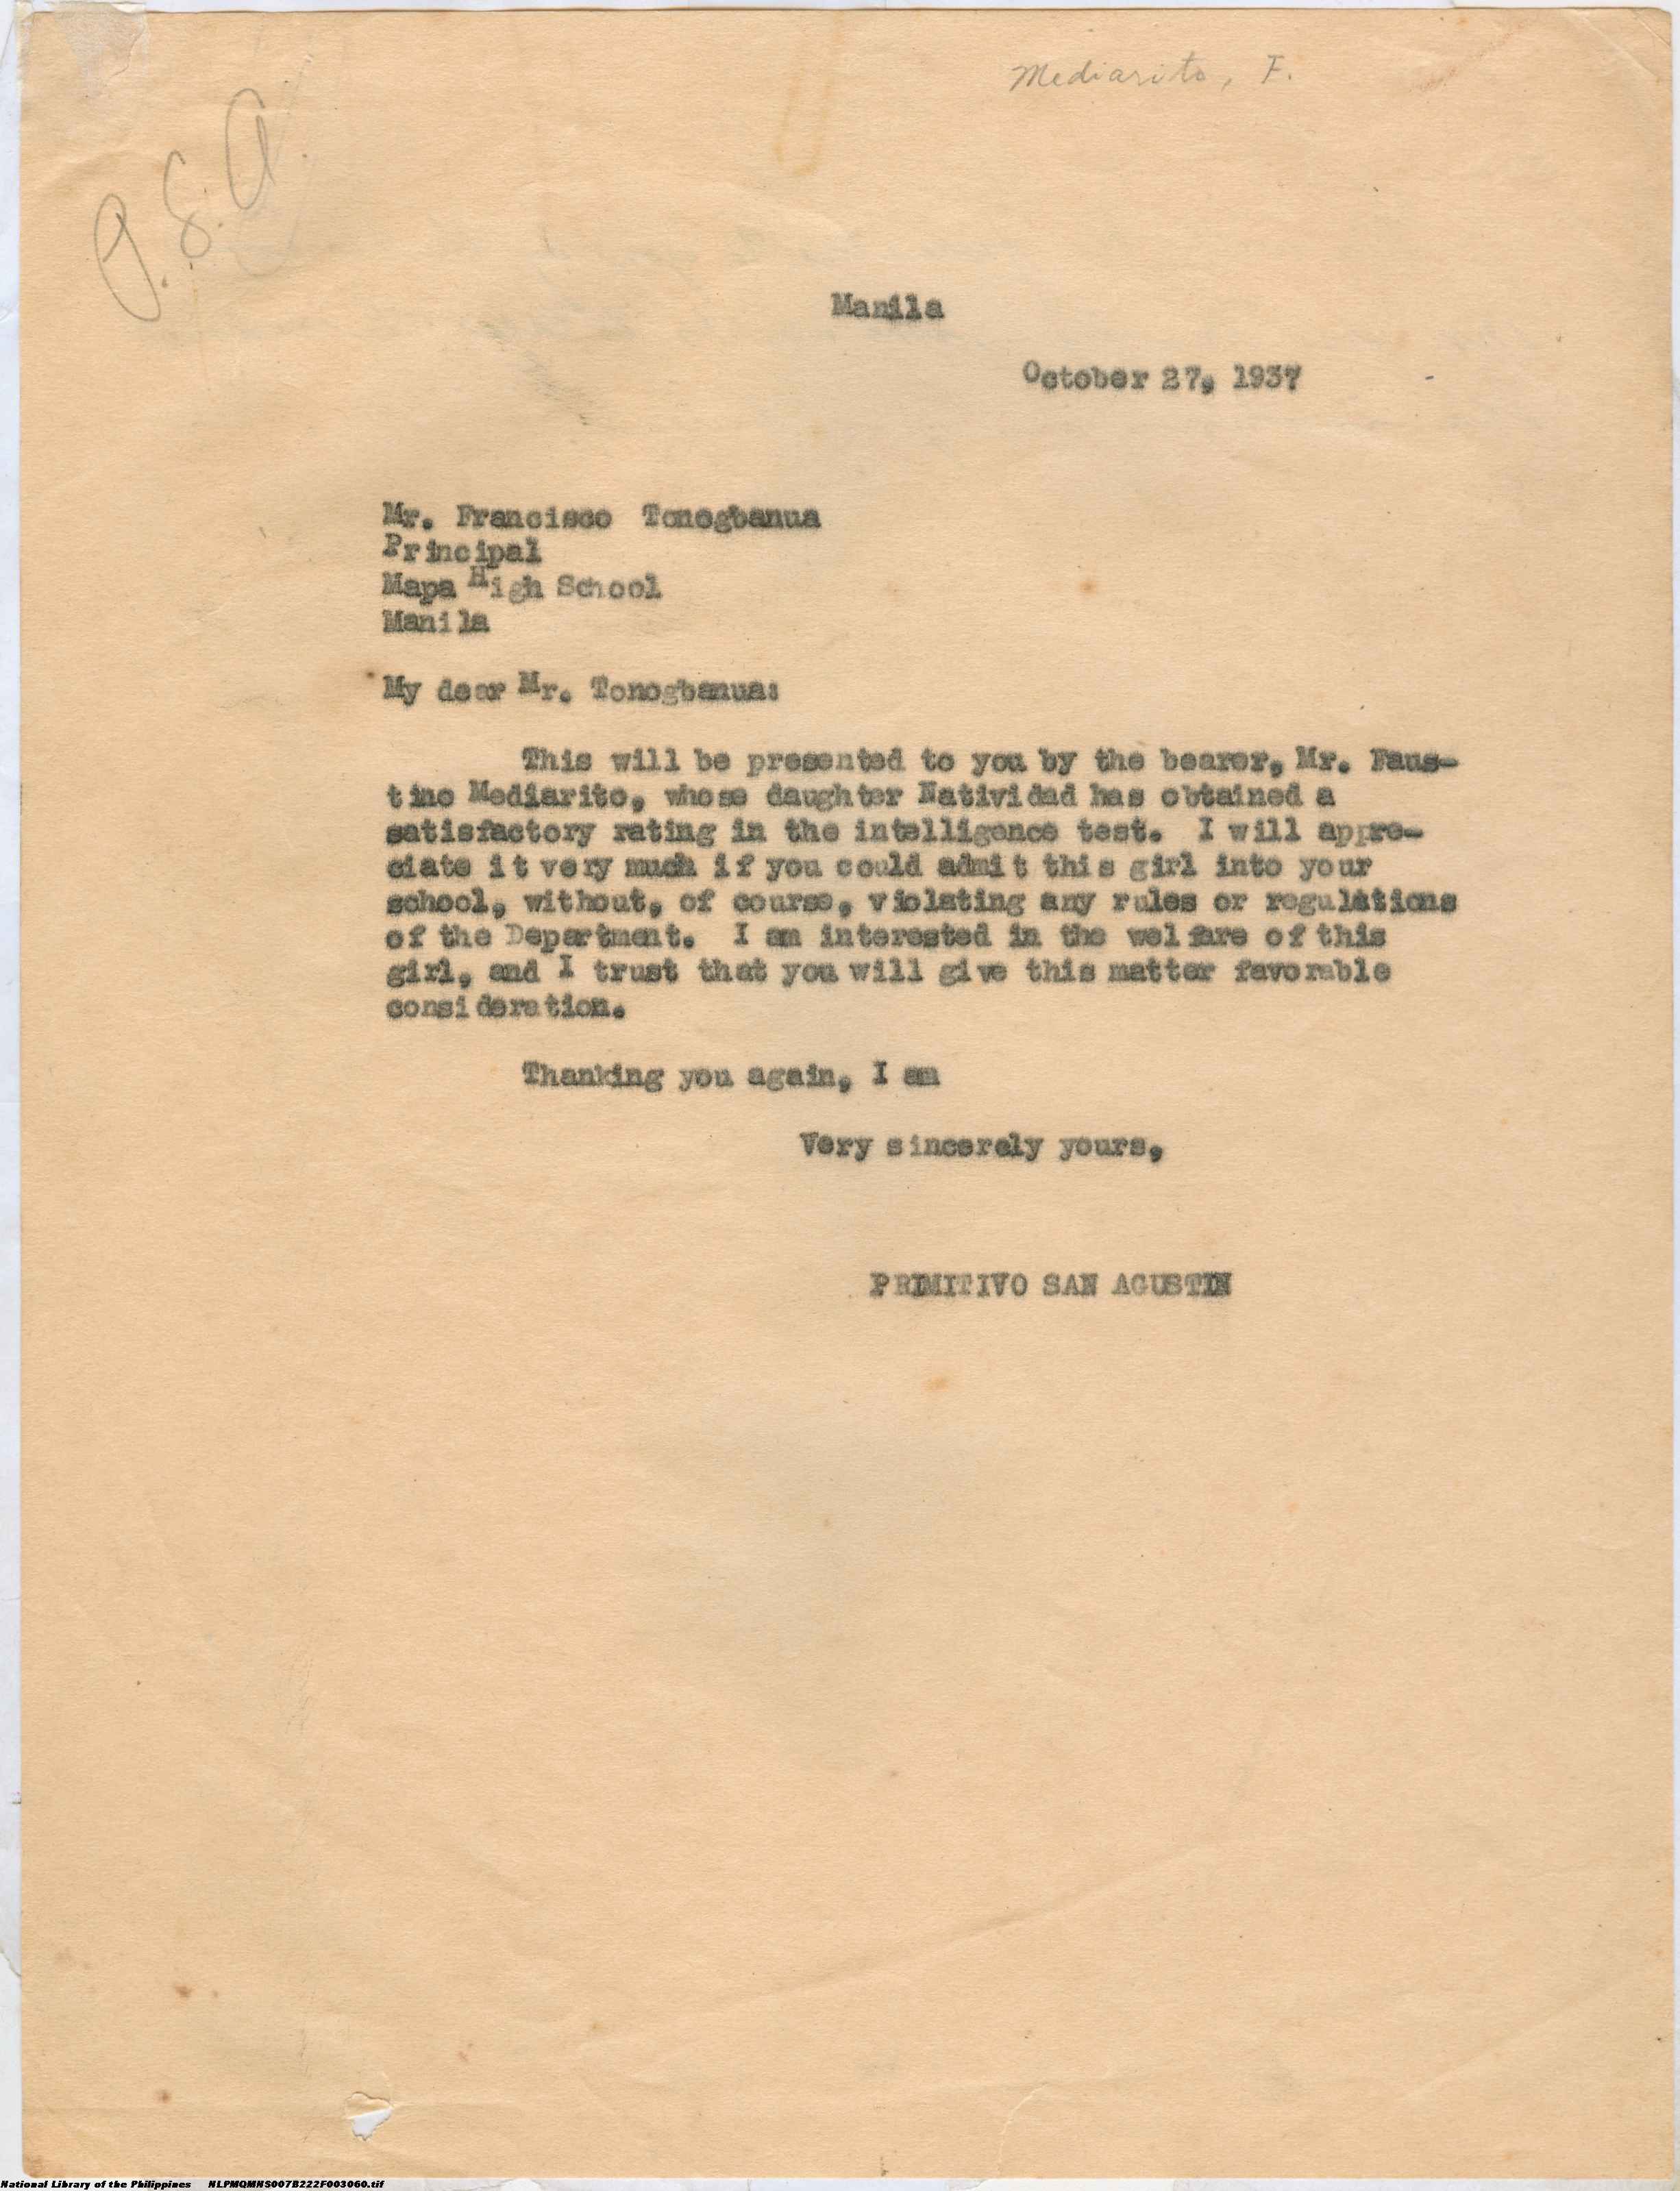 Mediarito, F.
P.S.A.
Manila
October 27, 1937
Mr. Francisco Tonogbanua
Principal
Mapa High School
Manila
My dear Mr. Tonogbanua:
This will be presented to you by the bearer, Mr. Faus-
tino Mediarito, whose daughter Natividad has obtained a
satisfactory rating in the intelligence test. I will appre-
ciate it very much if you could admit this girl into your
school, without, of course, violating any rules or regulations
of the Department. I am interested in the welfare of this
girl, and I trust that you will give this matter favorable
consideration.
Thanking you again, I am
Very sincerely yours,
PRIMITIVO SAN AGUSTIN
National Library of the Philippines NLPMQMNS007B222F003060.tif